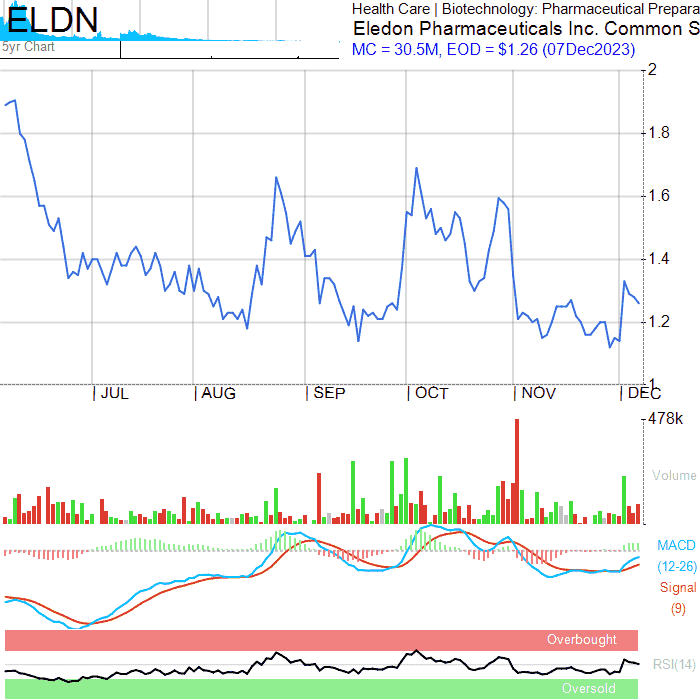 ELDN
5yr Chart
Health Care | Biotechnology: Pharmaceutical Prepara
Eledon Pharmaceuticals Inc. Common S
MC = 30.5M, EOD = $1.26 (07Dec2023)
2
1.8
1.6
1.4
1.2
1
JUL AUG SEP OCT NOV DEC
478k
Volume
MACD
(12-26)
Signal
(9)
Overbought
RSI(14)
Oversold